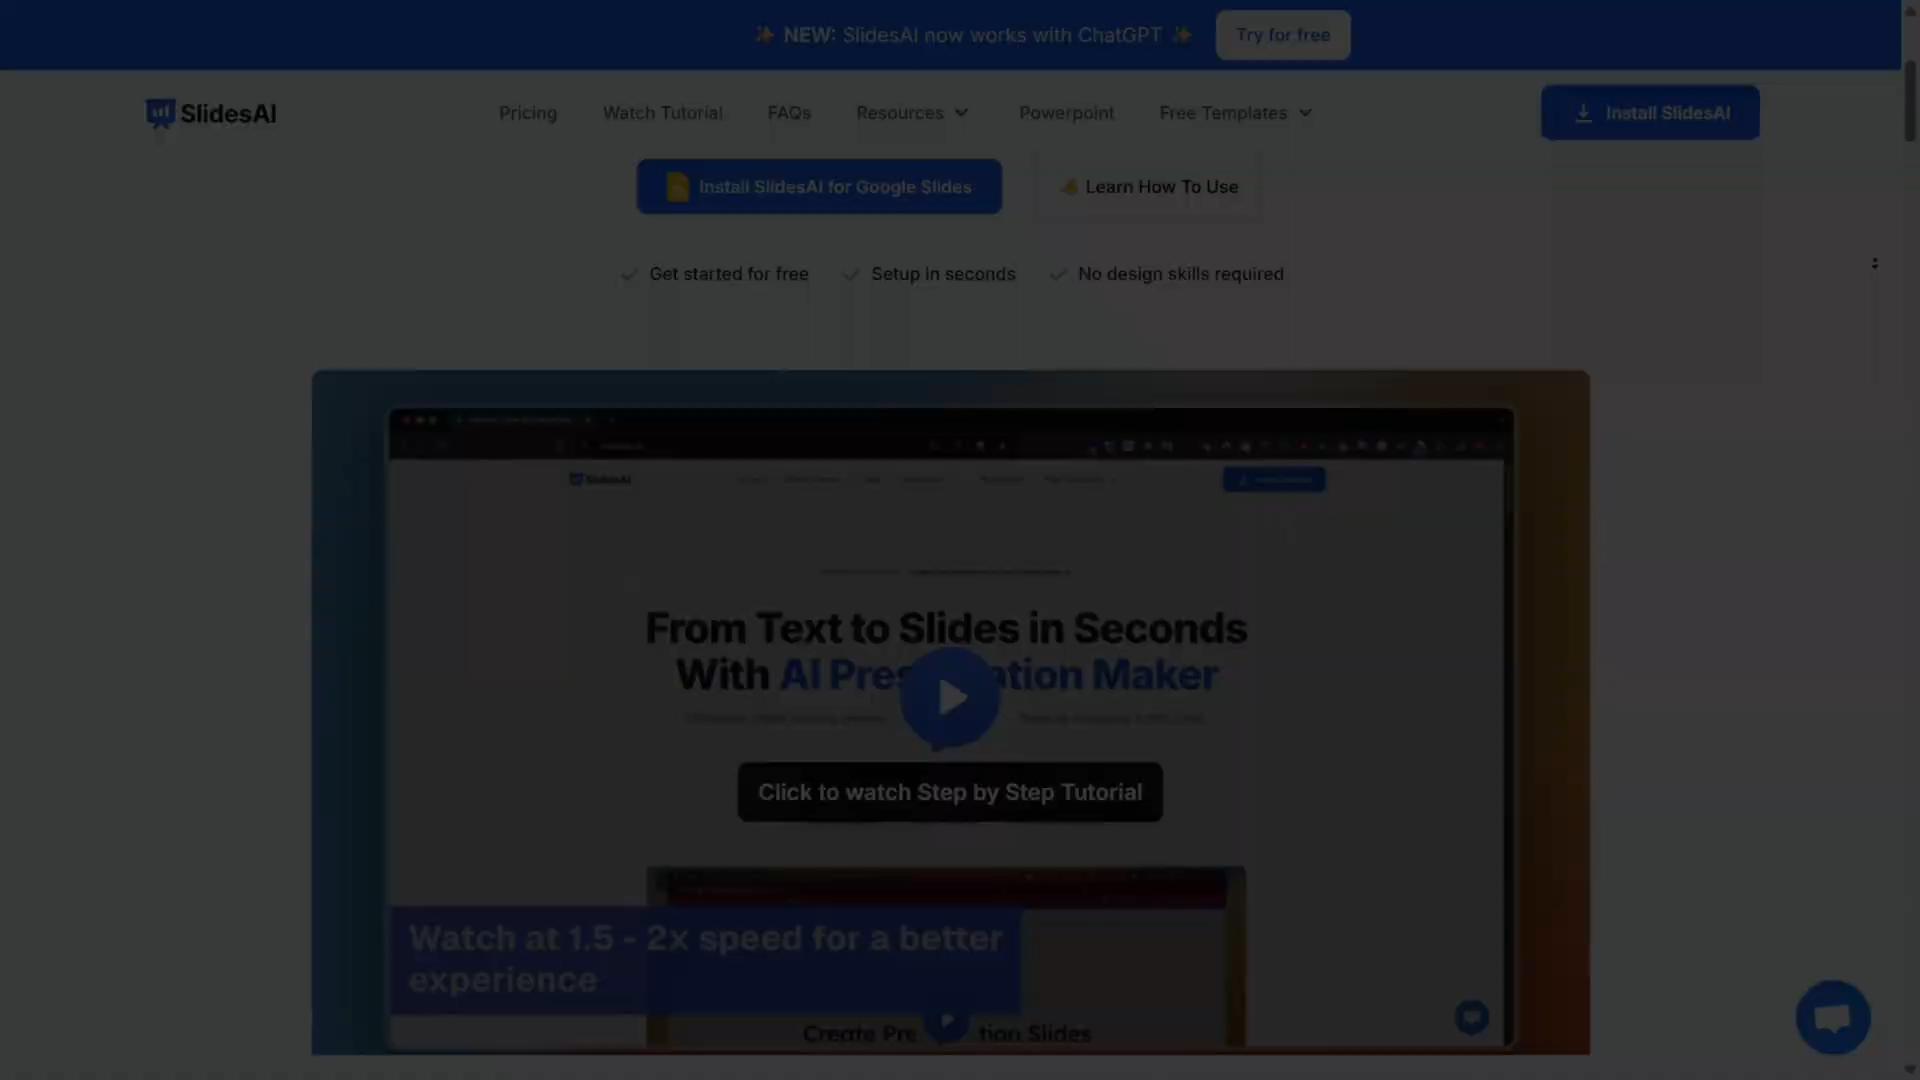 NEW: SlidesAI now works with ChatGPT
Try for free
SlidesAI
Pricing
Watch Tutorial
FAQs
Resources
Powerpoint
Free Templates
Install SlidesAI
Install SlidesAI for Google Slides
Learn How To Use
Get started for free
Setup in seconds
No design skills required
SlidesAI
From Text to Slides in Seconds
With AI Pres ation Maker
Click to watch Step by Step Tutorial
Watch at 1.5 - 2x speed for a better
experience
Create Pre tion Slides